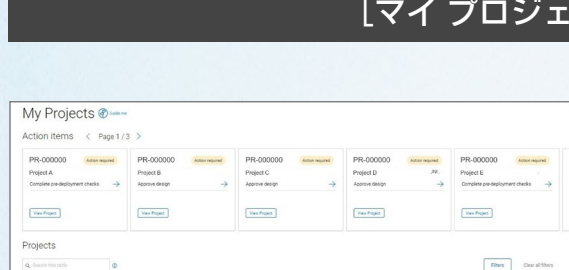 [マイ プロジェ
My Projects Guide me
Action items < Page 1 / 3 >
PR-000000 Action required PR-000000 Action required PR-000000 Action required PR-000000 PR-000000 Action required
Project A Project B Project C Project D Project E
Complete pre-deployment checks Approve design Approve design Approve design Complete pre-deployment checks
View Project View Project View Project View Project View Project
Projects
Search this table Filters Clear all filters